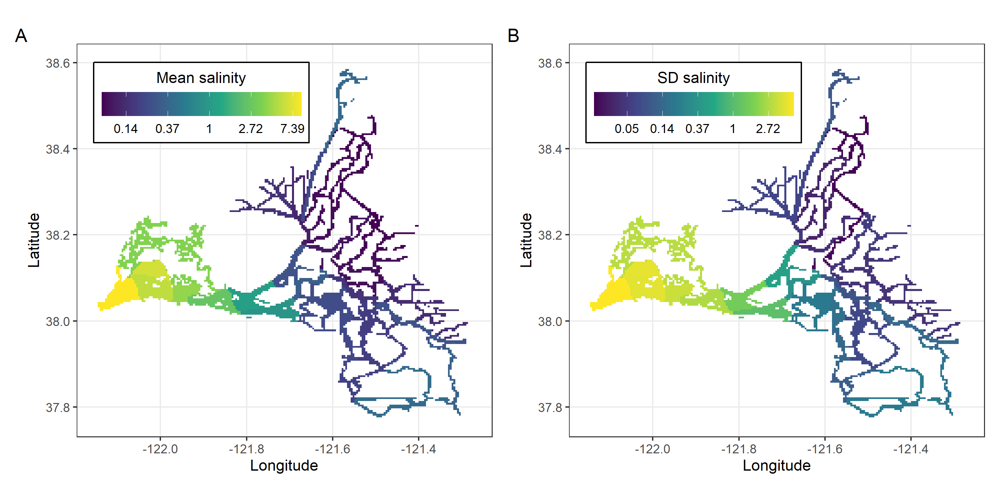 A
Mean salinity
0.14 0.37 1 2.72 7.39
38.6
38.4
38.2
38.0
37.8
Latitude
-122.0 -121.8 -121.6 -121.4
Longitude
B
SD salinity
0.05 0.14 0.37 1 2.72
38.6
38.4
38.2
38.0
37.8
Latitude
-122.0 -121.8 -121.6 -121.4
Longitude